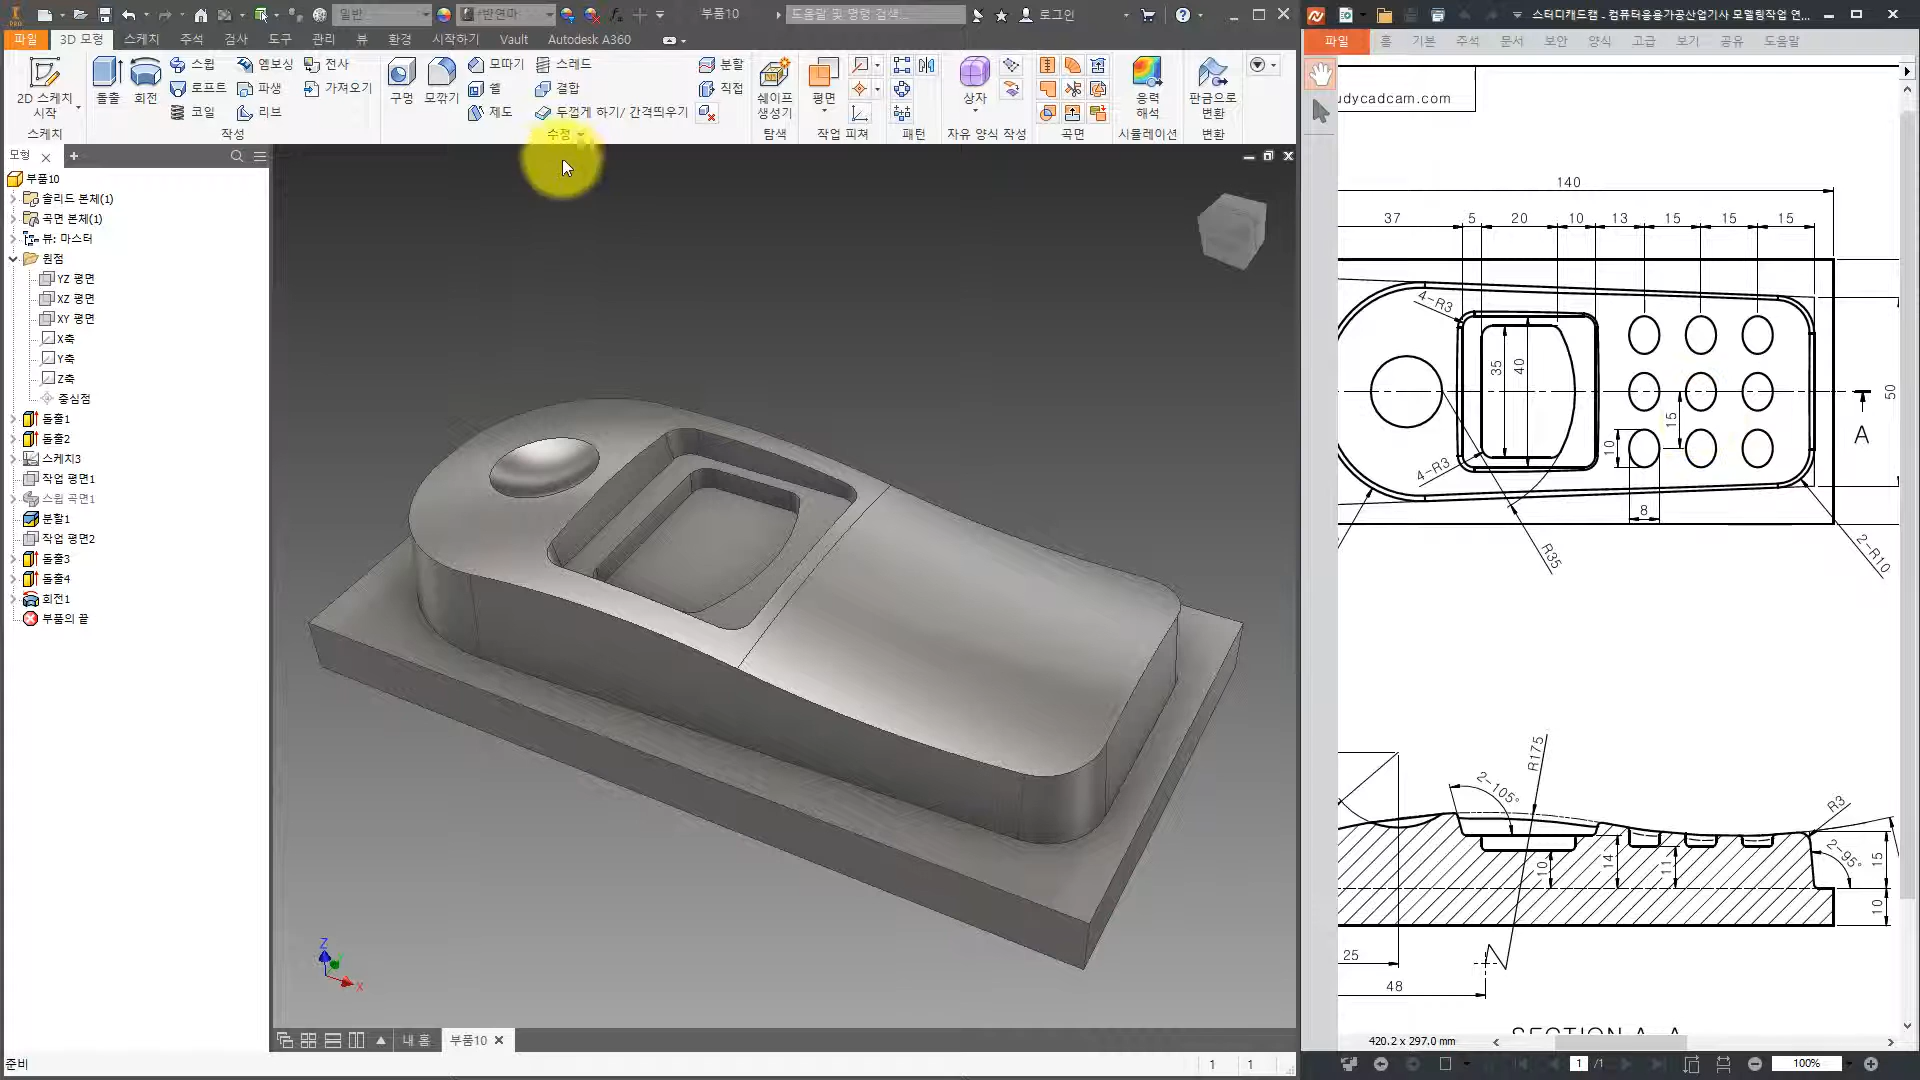 일반
*반연마
부품10
도움말 및 명령 검색...
로그인
파일
3D 모형
스케치
주석
검사
도구
관리
뷰
환경
시작하기
Vault
Autodesk A360
2D 스케치
시작
스케치
돌출
회전
스윕
로프트
코일
엠보싱
파생
리브
전사
가져오기
작성
구멍
모깎기
모따기
쉘
제도
스레드
결합
두껍게 하기/ 간격띄우기
분할
직접
수정
쉐이프
생성기
탐색
평면
작업 피쳐
패턴
상자
자유 양식 작성
곡면
응력
해석
시뮬레이션
판금으로
변환
변환
모형
부품10
솔리드 본체(1)
곡면 본체(1)
뷰: 마스터
원점
YZ 평면
XZ 평면
XY 평면
X축
Y축
Z축
중심점
돌출1
돌출2
스케치3
작업 평면1
스윕 곡면1
분할1
작업 평면2
돌출3
돌출4
회전1
부품의 끝
Z
X
내 홈
부품10
준비
1
1
스터디캐드캠 - 컴퓨터응용가공산업기사 모델링작업 연...
파일
홈
기본
주석
문서
보안
양식
고급
보기
공유
도움말
udycadcam.com
140
37
5
20
10
13
15
15
15
4-R3
35
40
50
A
15
10
4-R3
8
R35
2-R10
R175
2-105°
R3
10
14
11
2-95°
15
10
25
48
SECTION A-A
420.2 x 297.0 mm
1
/1
100%